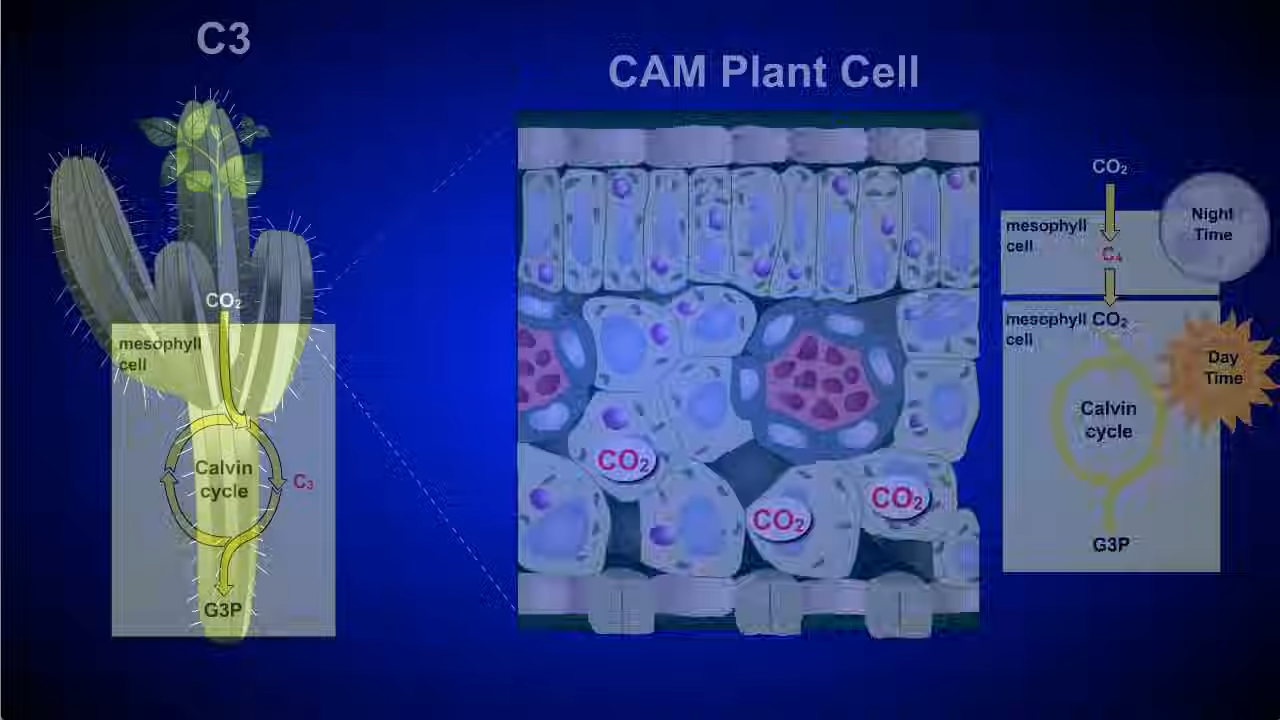 C3
CO₂
mesophyll
cell
Calvin
cycle
C₃
G3P
CAM Plant Cell
CO₂
CO₂
CO₂
CO₂
Night
Time
mesophyll
cell
C₄
mesophyll CO₂
cell
Day
Time
Calvin
cycle
G3P